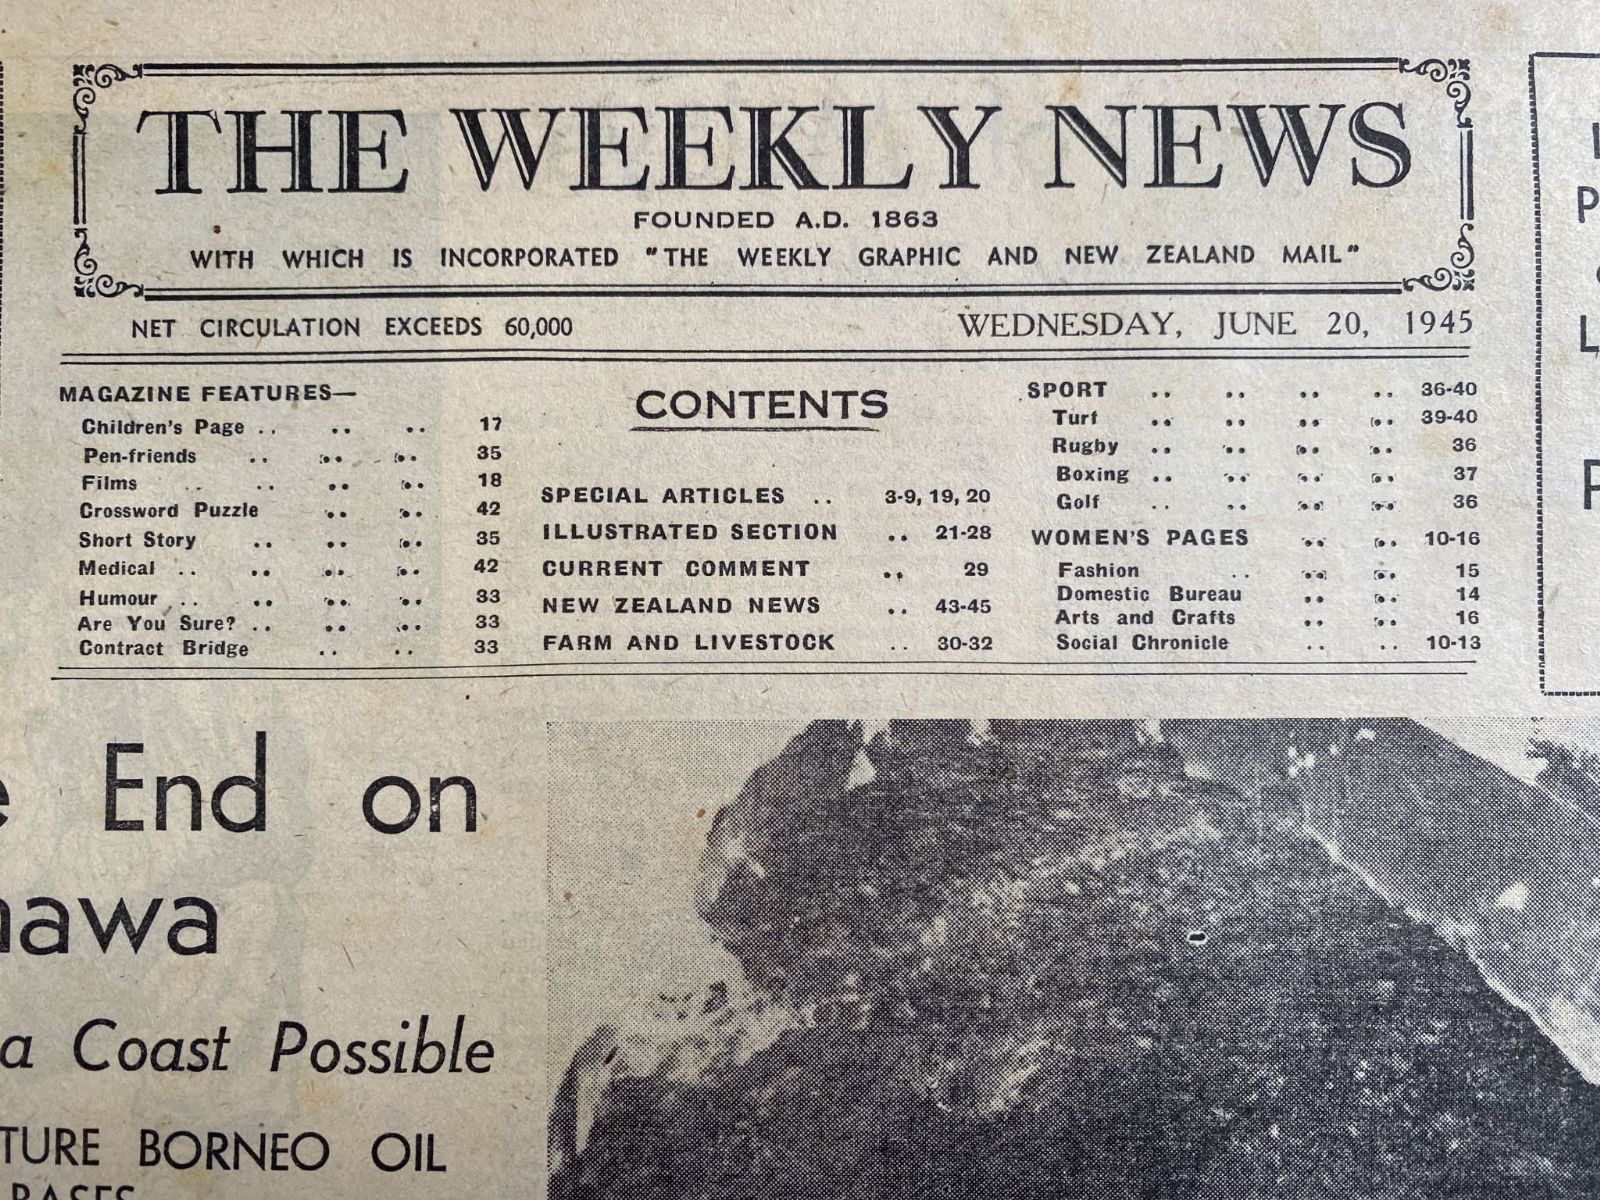 THE WEEKLY NEWS
FOUNDED A.D. 1863
WITH WHICH IS INCORPORATED "THE WEEKLY GRAPHIC AND NEW ZEALAND MAIL"
NET CIRCULATION EXCEEDS 60,000
WEDNESDAY, JUNE 20, 1945
MAGAZINE FEATURES—
Children's Page .. .. .. 17
Pen-friends .. .. .. 35
Films .. .. .. .. 18
Crossword Puzzle .. .. 42
Short Story .. .. .. 35
Medical .. .. .. .. 42
Humour .. .. .. .. 33
Are You Sure? .. .. .. 33
Contract Bridge .. .. 33
CONTENTS
SPECIAL ARTICLES .. 3-9, 19, 20
ILLUSTRATED SECTION .. 21-28
CURRENT COMMENT .. 29
NEW ZEALAND NEWS .. 43-45
FARM AND LIVESTOCK .. 30-32
SPORT .. .. .. .. 36-40
Turf .. .. .. .. 39-40
Rugby .. .. .. .. 36
Boxing .. .. .. .. 37
Golf .. .. .. .. 36
WOMEN'S PAGES .. .. 10-16
Fashion .. .. .. 15
Domestic Bureau .. .. 14
Arts and Crafts .. .. 16
Social Chronicle .. .. 10-13
e End on
nawa
a Coast Possible
TURE BORNEO OIL
BASES
P
L
P